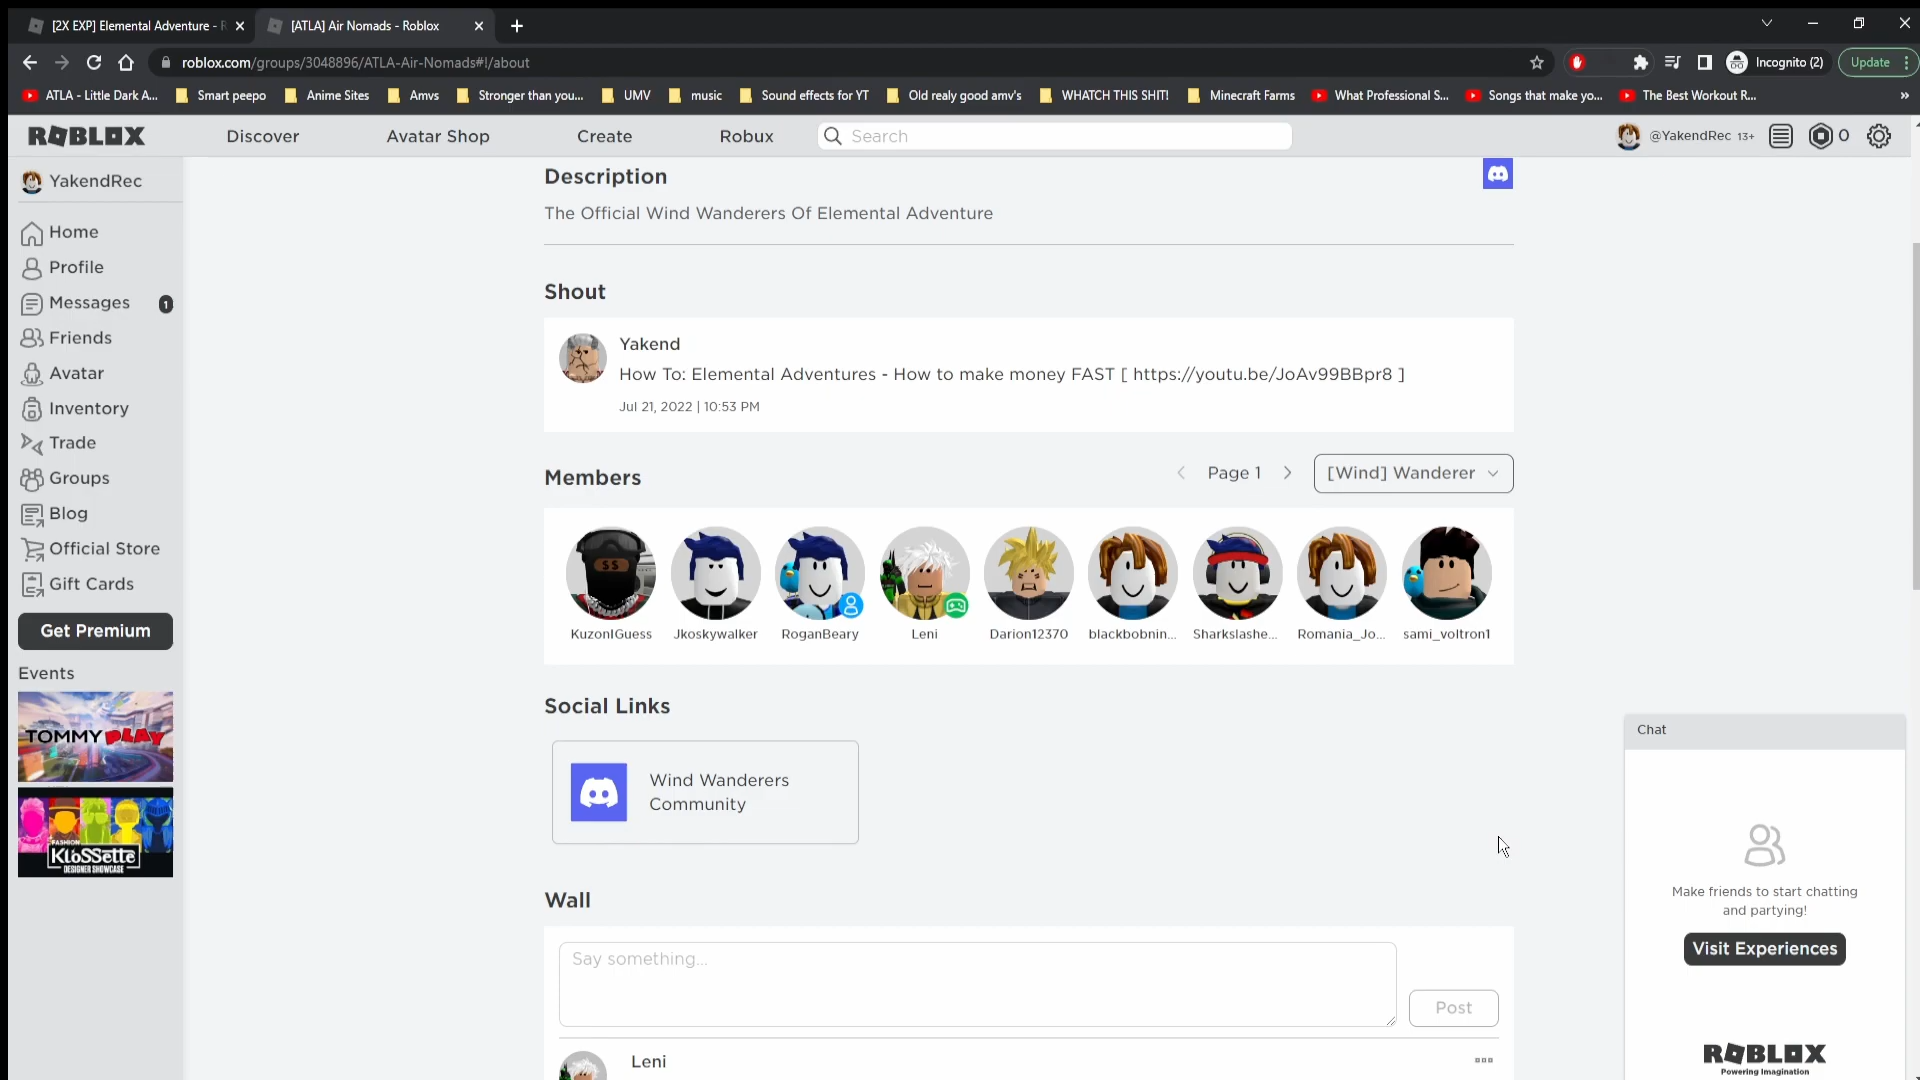 [2X EXP] Elemental Adventure - R
[ATLA] Air Nomads - Roblox
roblox.com/groups/3048896/ATLA-Air-Nomads#!/about
Incognito (2)
Update
ATLA - Little Dark A...
Smart peepo
Anime Sites
Amvs
Stronger than you...
UMV
music
Sound effects for YT
Old realy good amv's
WHATCH THIS SHIT!
Minecraft Farms
What Professional S...
Songs that make yo...
The Best Workout R...
»
ROBLOX
Discover
Avatar Shop
Create
Robux
Search
@YakendRec 13+
0
YakendRec
Home
Profile
Messages 1
Friends
Avatar
Inventory
Trade
Groups
Blog
Official Store
Gift Cards
Get Premium
Events
TOMMY PLAY
FASHION
KLOSSETTE
DESIGNER SHOWCASE
Description
The Official Wind Wanderers Of Elemental Adventure
Shout
Yakend
How To: Elemental Adventures - How to make money FAST [ https://youtu.be/JoAv99BBpr8 ]
Jul 21, 2022 | 10:53 PM
Members
Page 1
[Wind] Wanderer
$$
KuzonIGuess
Jkoskywalker
RoganBeary
Leni
Darion12370
blackbobnin...
Sharkslashe...
Romania_Jo...
sami_voltron1
Social Links
Wind Wanderers
Community
Wall
Say something...
Post
Leni
Chat
Make friends to start chatting
and partying!
Visit Experiences
ROBLOX
Powering Imagination